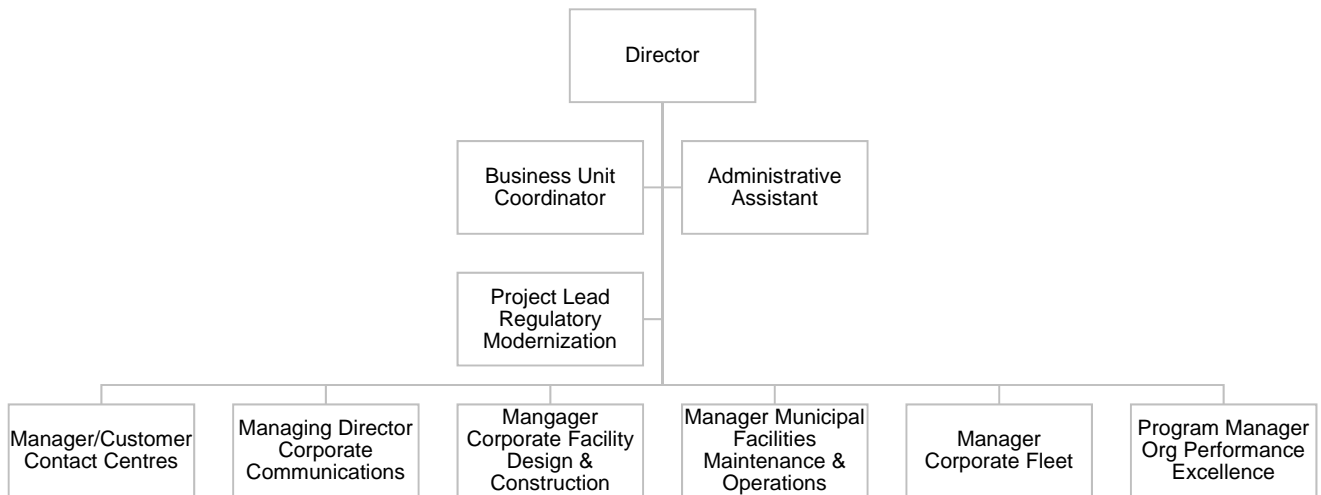 Director
Business Unit
Coordinator
Administrative
Assistant
Project Lead
Regulatory
Modernization
Manager/Customer
Contact Centres
Managing Director
Corporate
Communications
Mangager
Corporate Facility
Design &
Construction
Manager Municipal
Facilities
Maintenance &
Operations
Manager
Corporate Fleet
Program Manager
Org Performance
Excellence